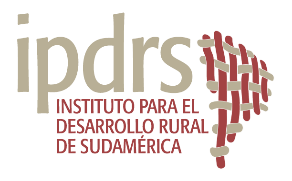 ipdrs
INSTITUTO PARA EL
DESARROLLO RURAL
DE SUDAMÉRICA